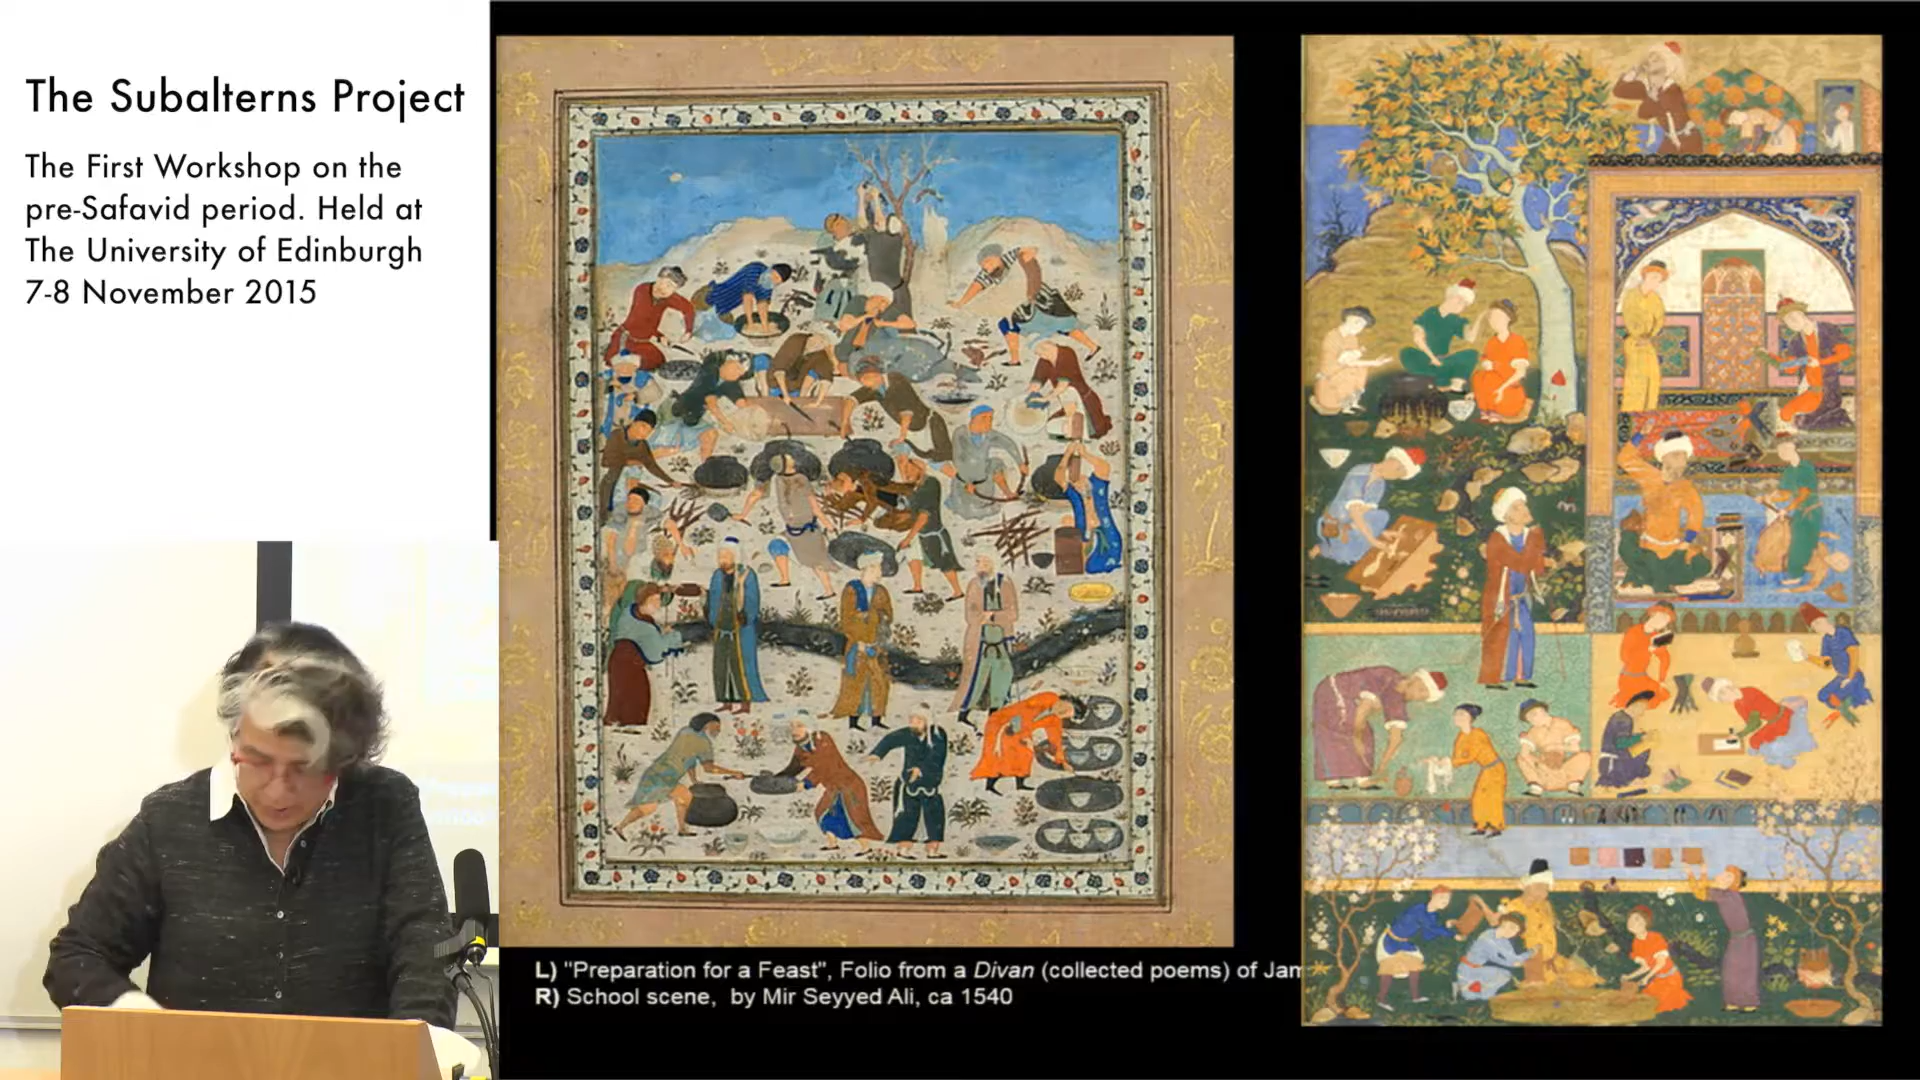 The Subalterns Project
The First Workshop on the
pre-Safavid period. Held at
The University of Edinburgh
7-8 November 2015
L) "Preparation for a Feast", Folio from a Divan (collected poems) of Jam
R) School scene, by Mir Seyyed Ali, ca 1540